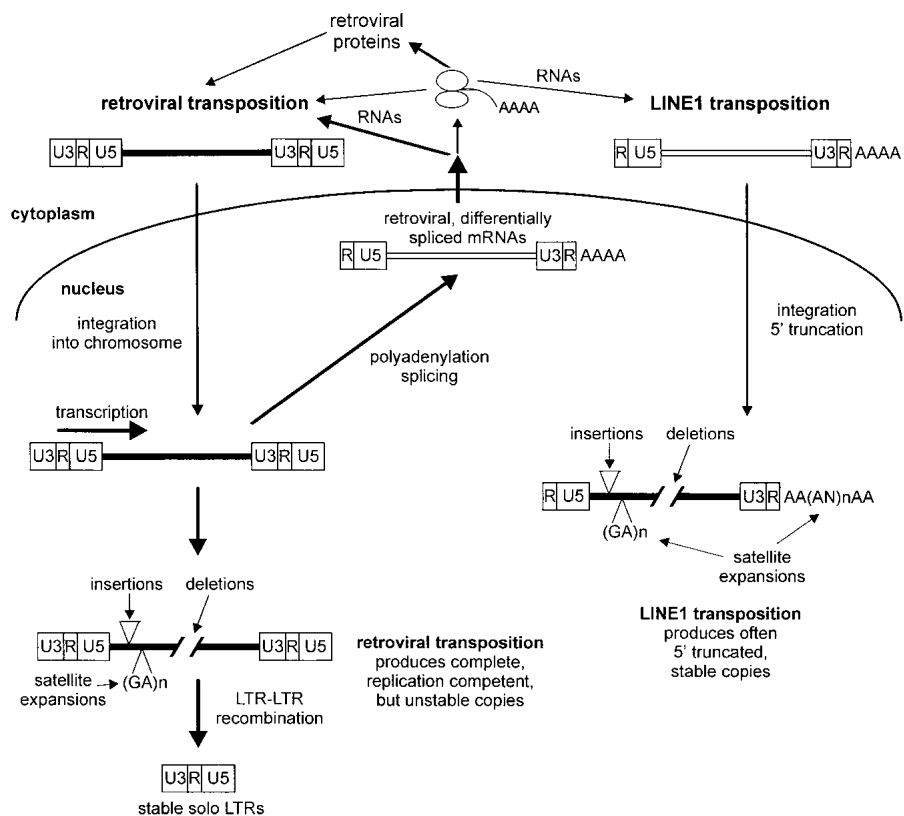 retroviral
proteins
RNAs
AAAA
retroviral transposition
LINE1 transposition
RNAs
U3 R U5 U3 R U5
R U5 U3 R AAAA
cytoplasm
retroviral, differentially
spliced mRNAs
R U5 U3 R AAAA
nucleus
integration
into chromosome
integration
5' truncation
polyadenylation
splicing
transcription
U3 R U5 U3 R U5
insertions deletions
R U5 U3 R AA(AN)nAA
(GA)n
satellite
expansions
insertions deletions
U3 R U5 U3 R U5
satellite
expansions
(GA)n
retroviral transposition
produces complete,
replication competent,
but unstable copies
LINE1 transposition
produces often
5' truncated,
stable copies
LTR-LTR
recombination
U3 R U5
stable solo LTRs